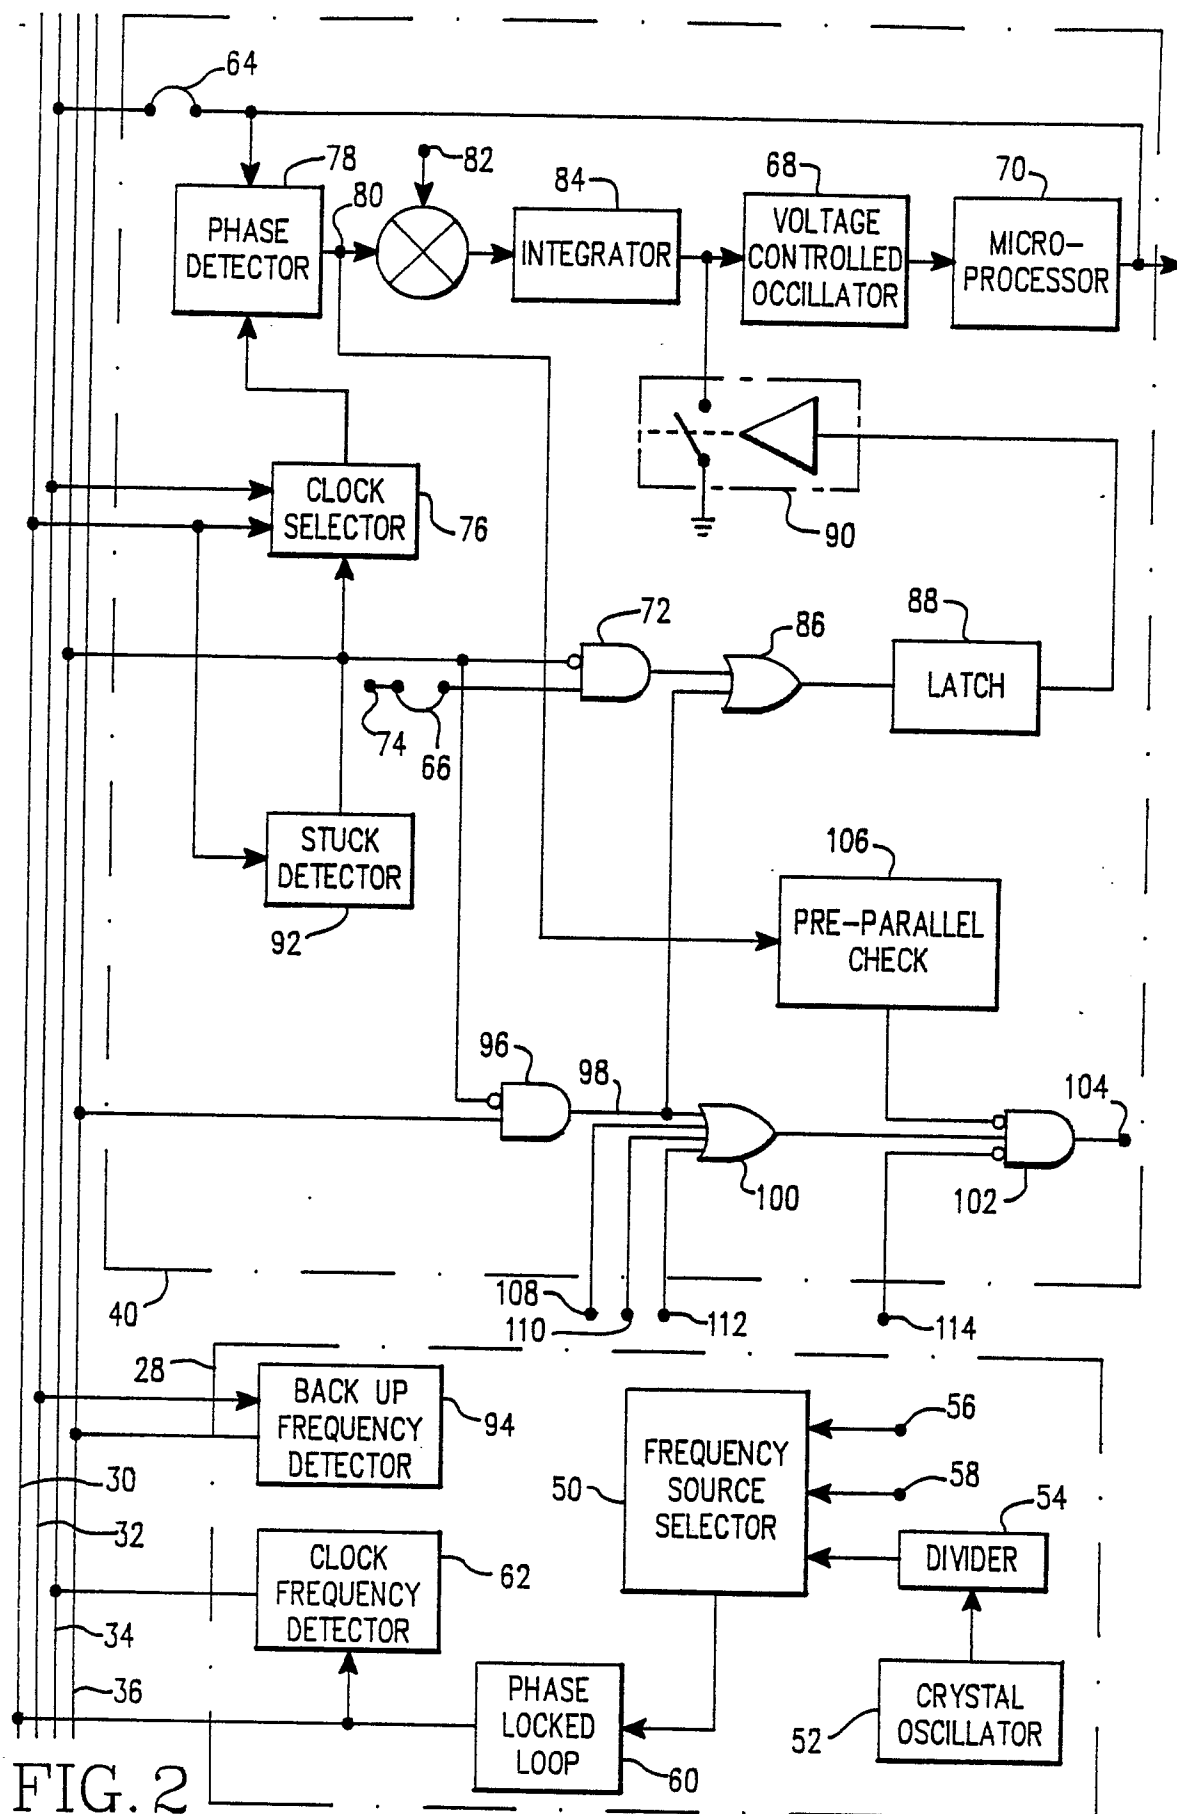 64
78
80
82
84
68
70
PHASE
DETECTOR
INTEGRATOR
VOLTAGE
CONTROLLED
OCCILLATOR
MICRO-
PROCESSOR
CLOCK
SELECTOR
76
90
72
86
88
LATCH
74
66
STUCK
DETECTOR
92
106
PRE-PARALLEL
CHECK
96
98
104
100
102
40
108
110
112
114
28
BACK UP
FREQUENCY
DETECTOR
94
56
FREQUENCY
SOURCE
SELECTOR
50
58
54
DIVIDER
30
32
CLOCK
FREQUENCY
DETECTOR
62
34
36
PHASE
LOCKED
LOOP
60
CRYSTAL
OSCILLATOR
52
FIG. 2